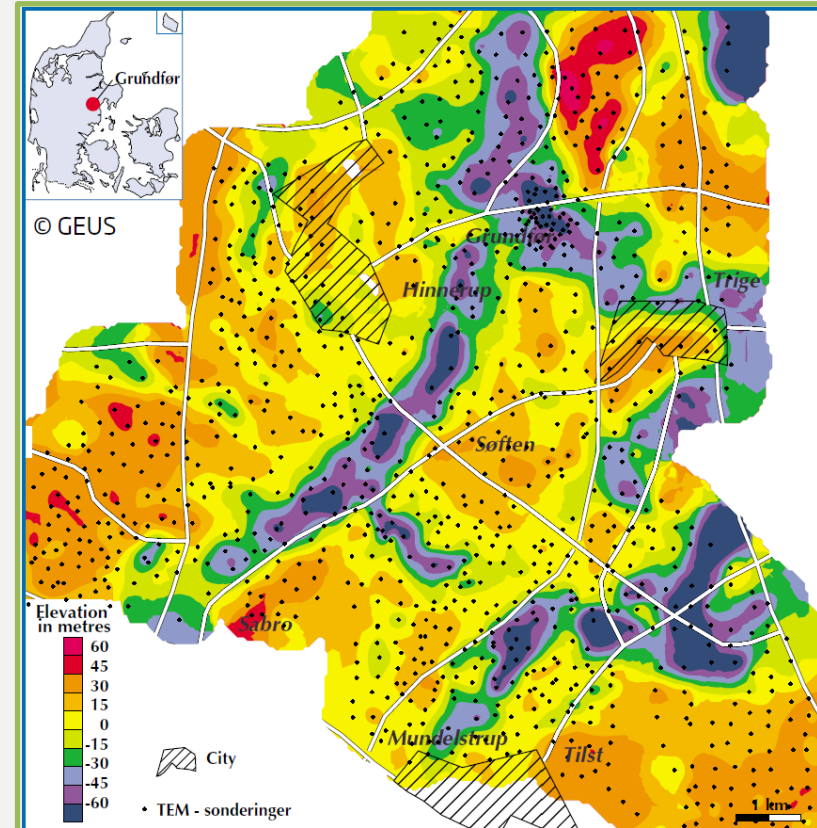 Grundfør
© GEUS
Grundfør
Hinnerup
Trige
Søften
Sabro
Mundelstrup
Tilst
Elevation
in metres
60
45
30
15
0
-15
-30
-45
-60
City
TEM - sonderinger
1 km